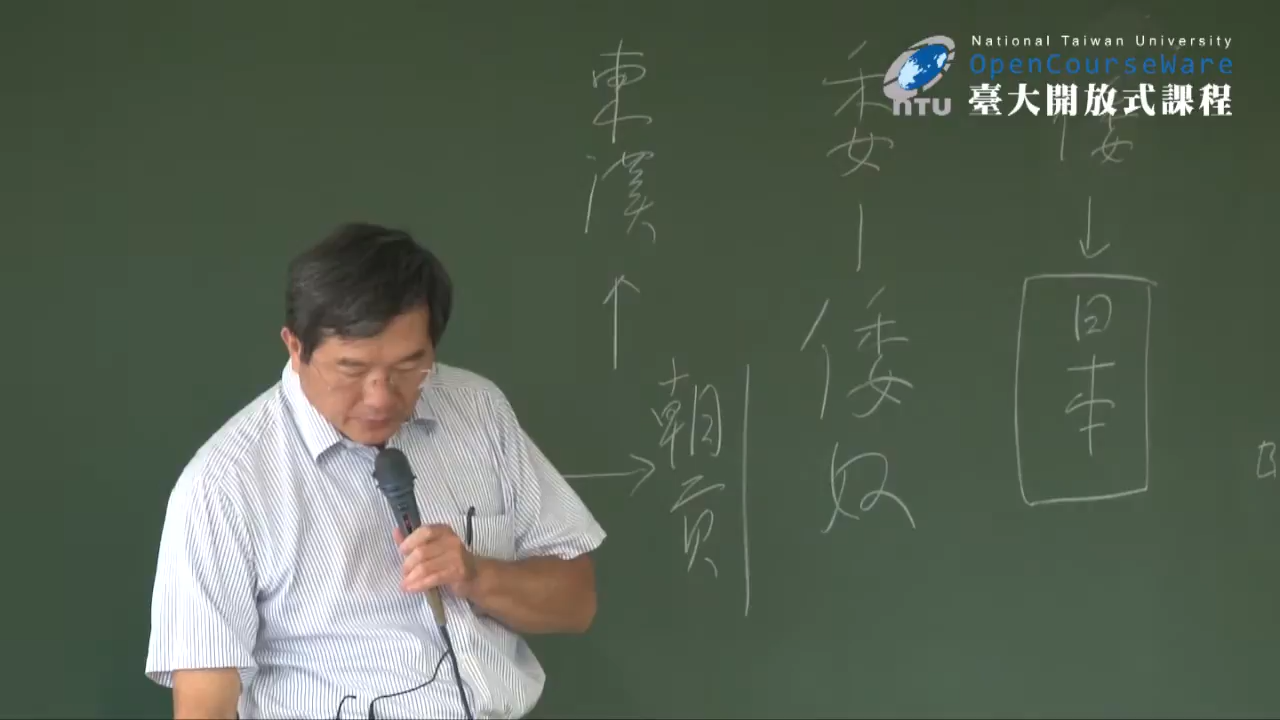 National Taiwan University
OpenCourseWare
臺大開放式課程
NTU
倭
日本
委
倭奴
朝貢
東漢